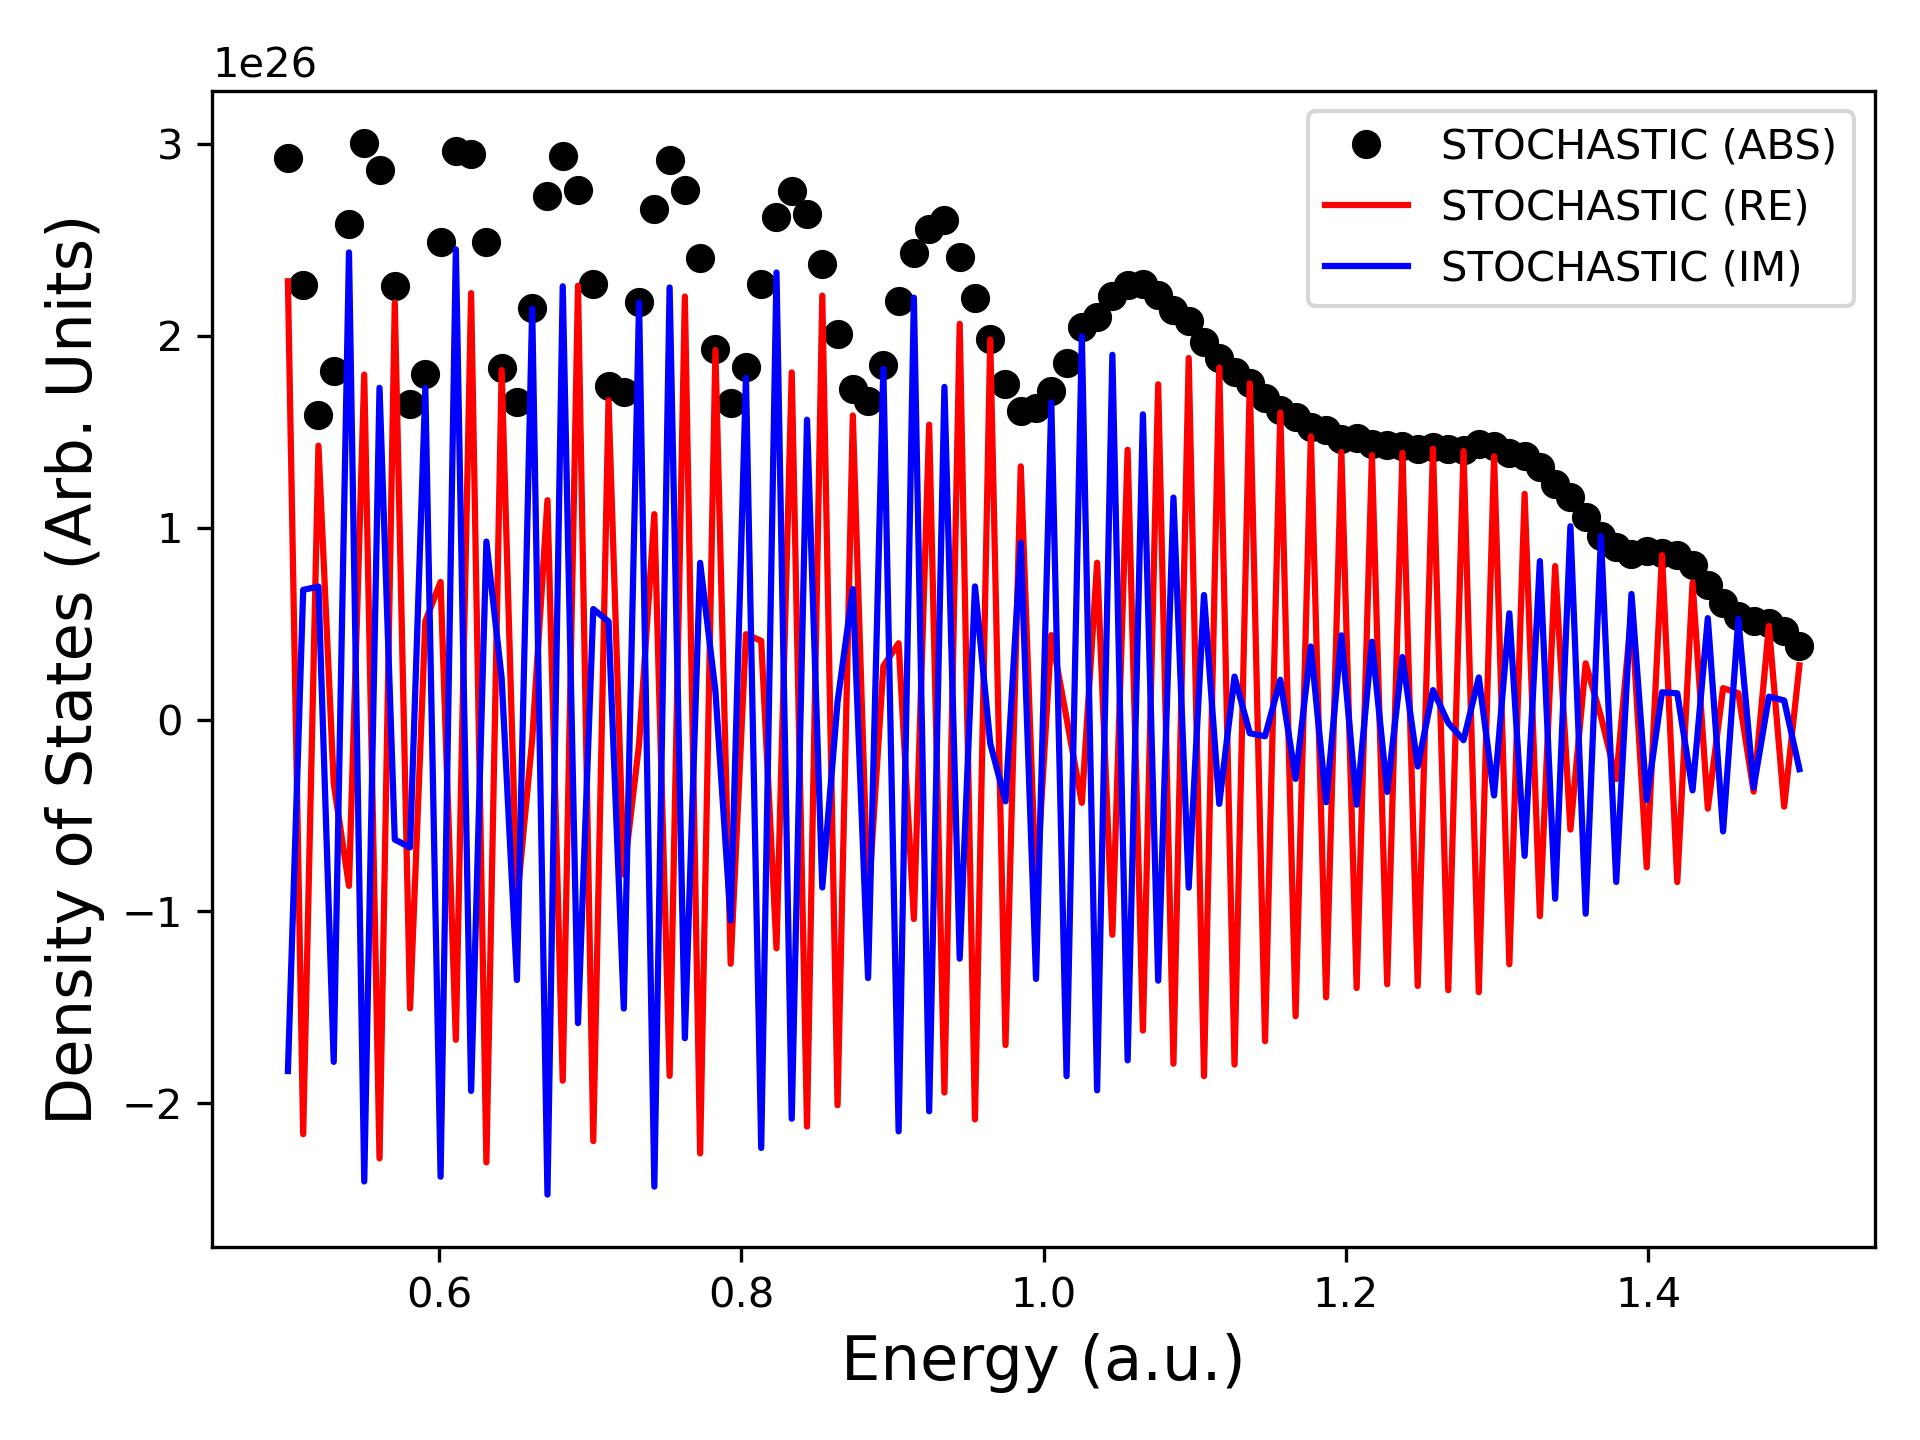 1e26
3
2
1
0
−1
−2
Density of States (Arb. Units)
STOCHASTIC (ABS)
STOCHASTIC (RE)
STOCHASTIC (IM)
0.6 0.8 1.0 1.2 1.4
Energy (a.u.)